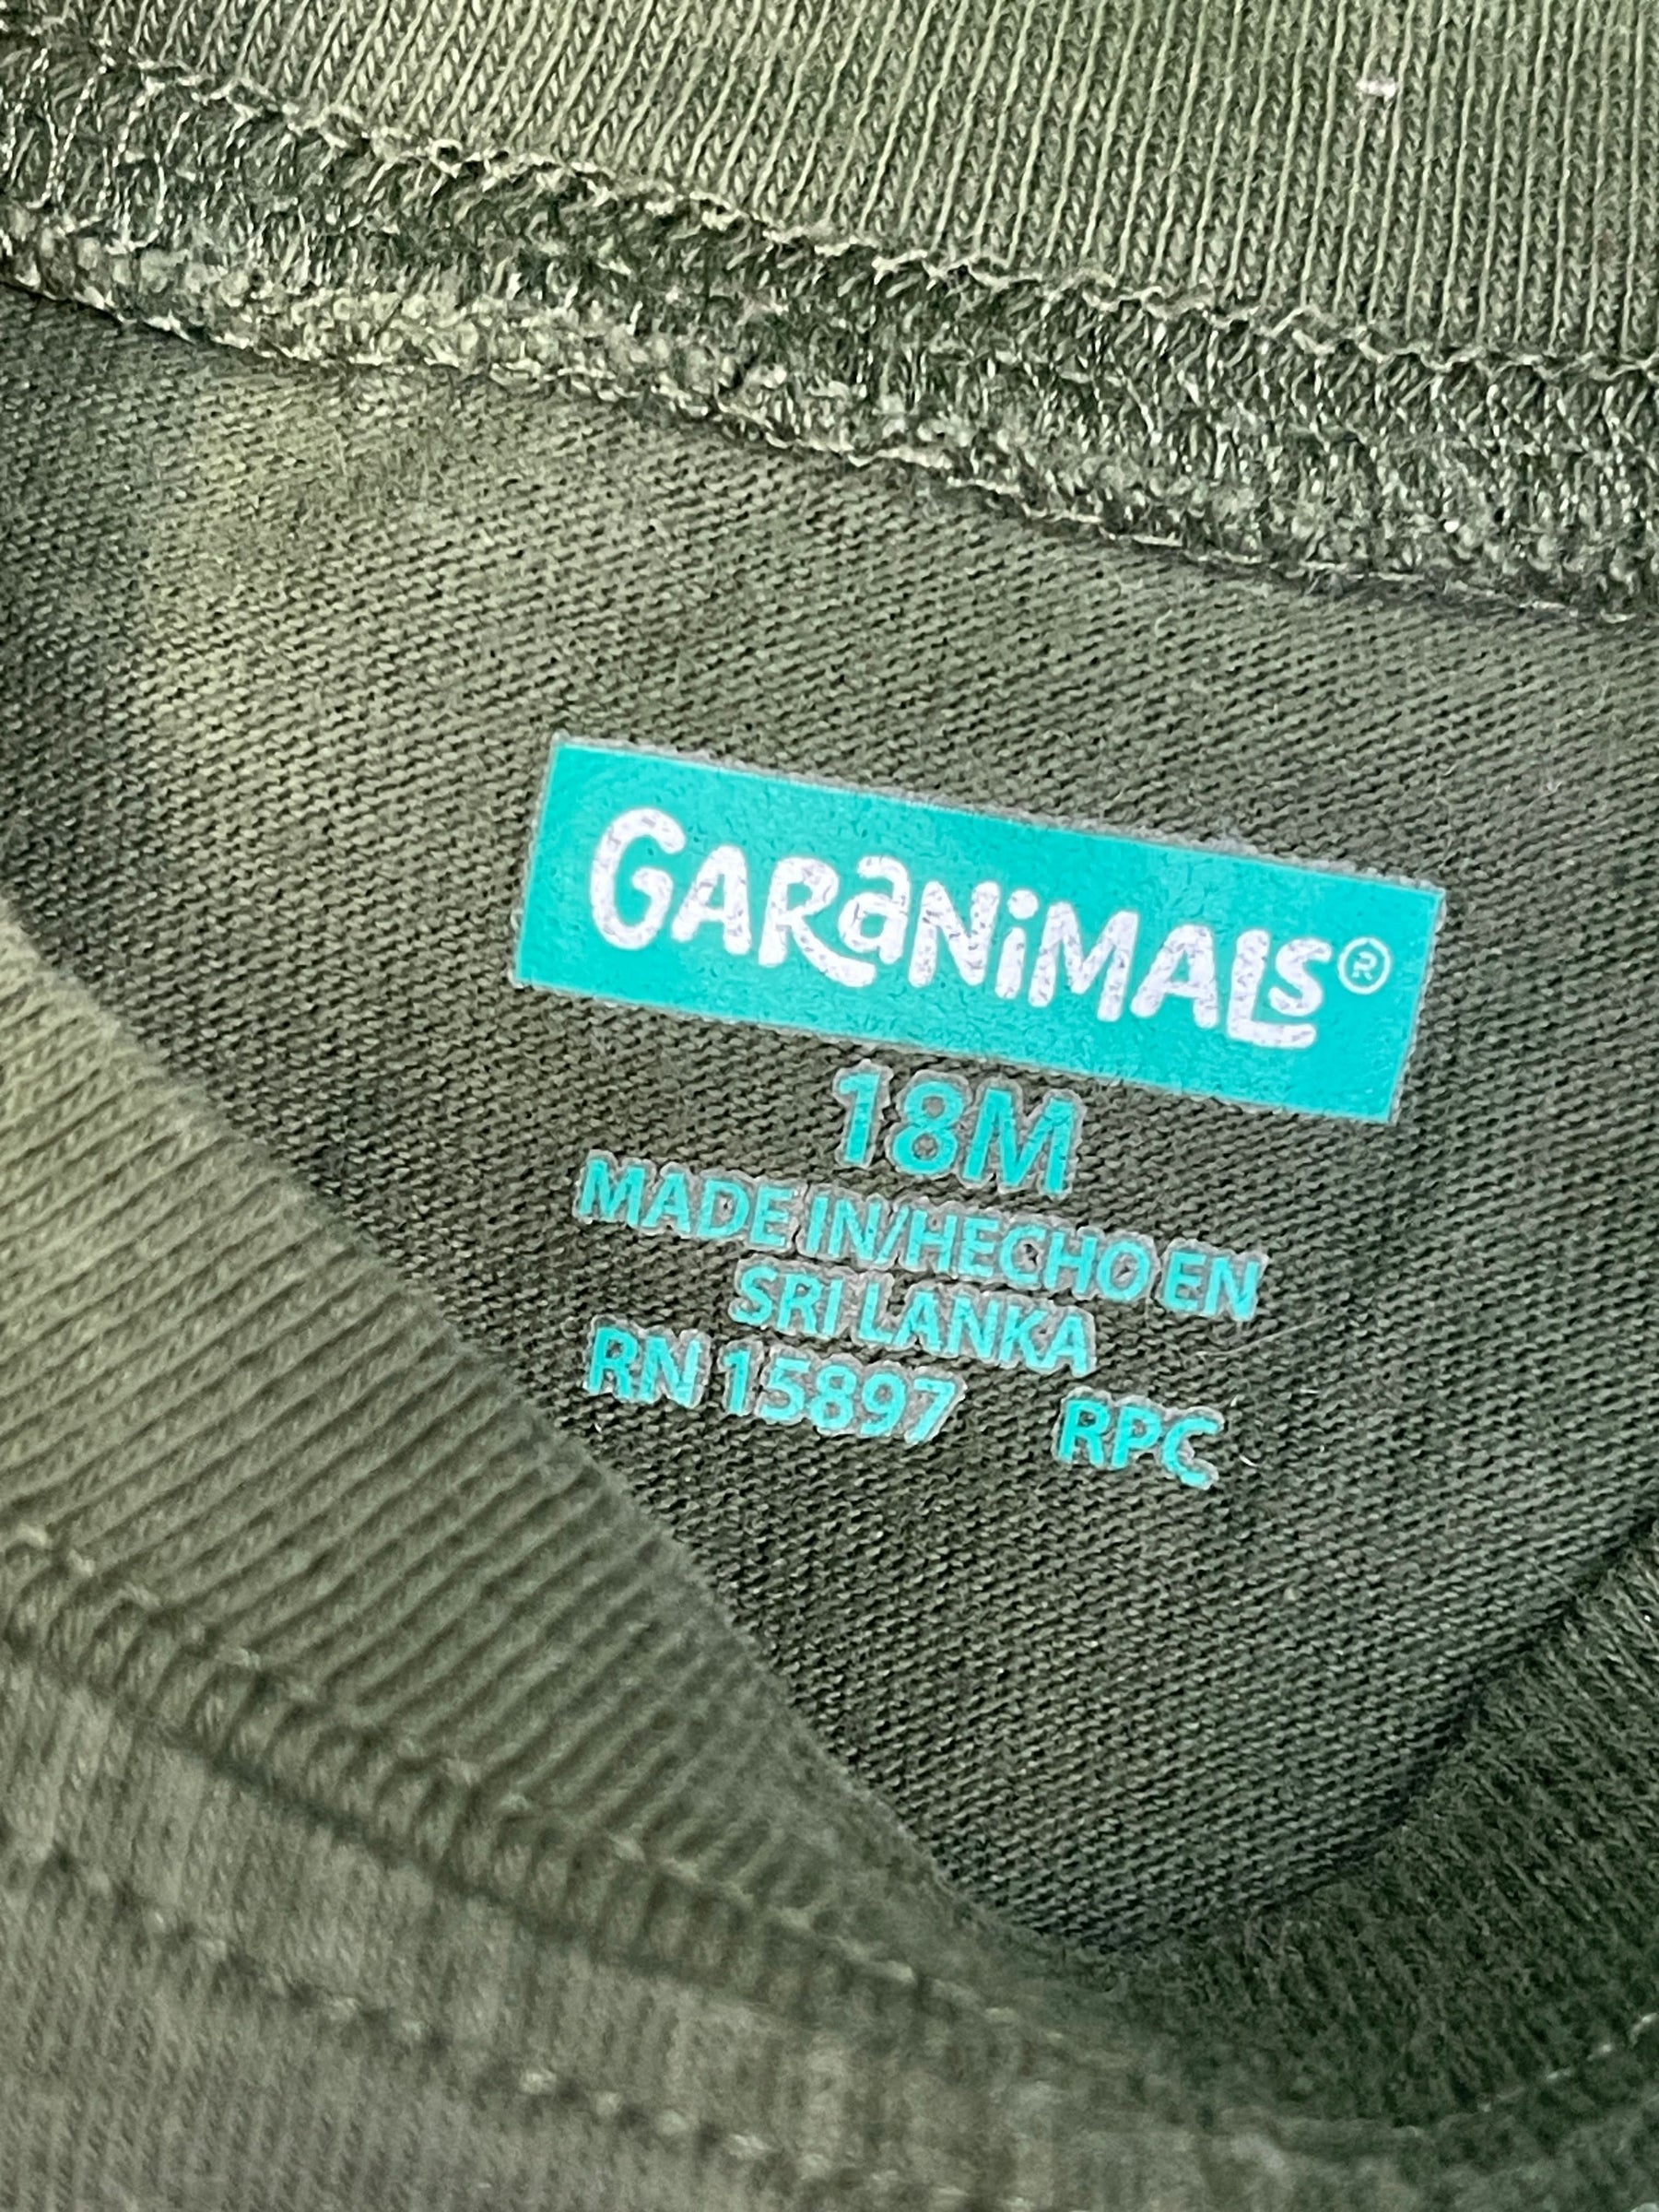 GARaNiMALS®
18M
MADE IN/HECHO EN
SRI LANKA
RN 15897 RPC